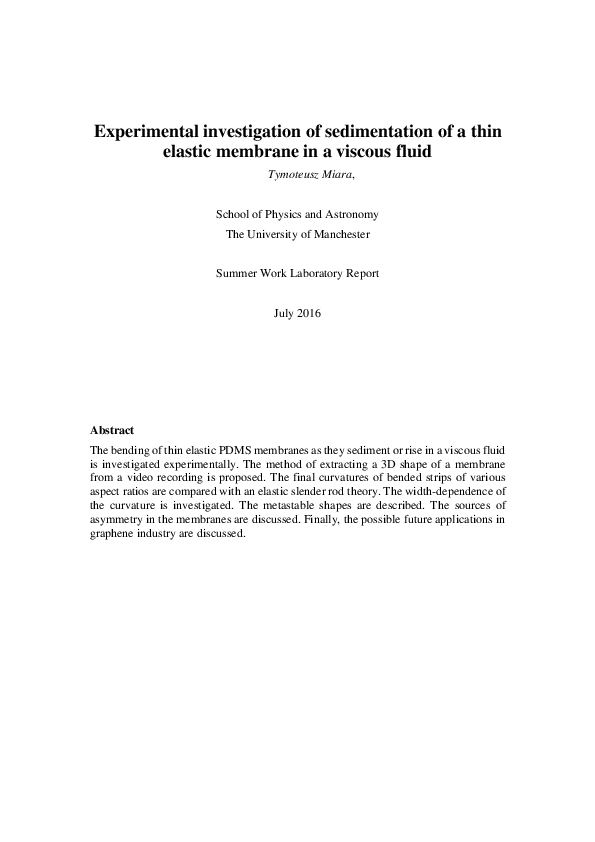 Experimental investigation of sedimentation of a thin
elastic membrane in a viscous fluid
Tymoteusz Miara,
School of Physics and Astronomy
The University of Manchester
Summer Work Laboratory Report
July 2016
Abstract
The bending of thin elastic PDMS membranes as they sediment or rise in a viscous fluid
is investigated experimentally. The method of extracting a 3D shape of a membrane
from a video recording is proposed. The final curvatures of bended strips of various
aspect ratios are compared with an elastic slender rod theory. The width-dependence of
the curvature is investigated. The metastable shapes are described. The sources of
asymmetry in the membranes are discussed. Finally, the possible future applications in
graphene industry are discussed.